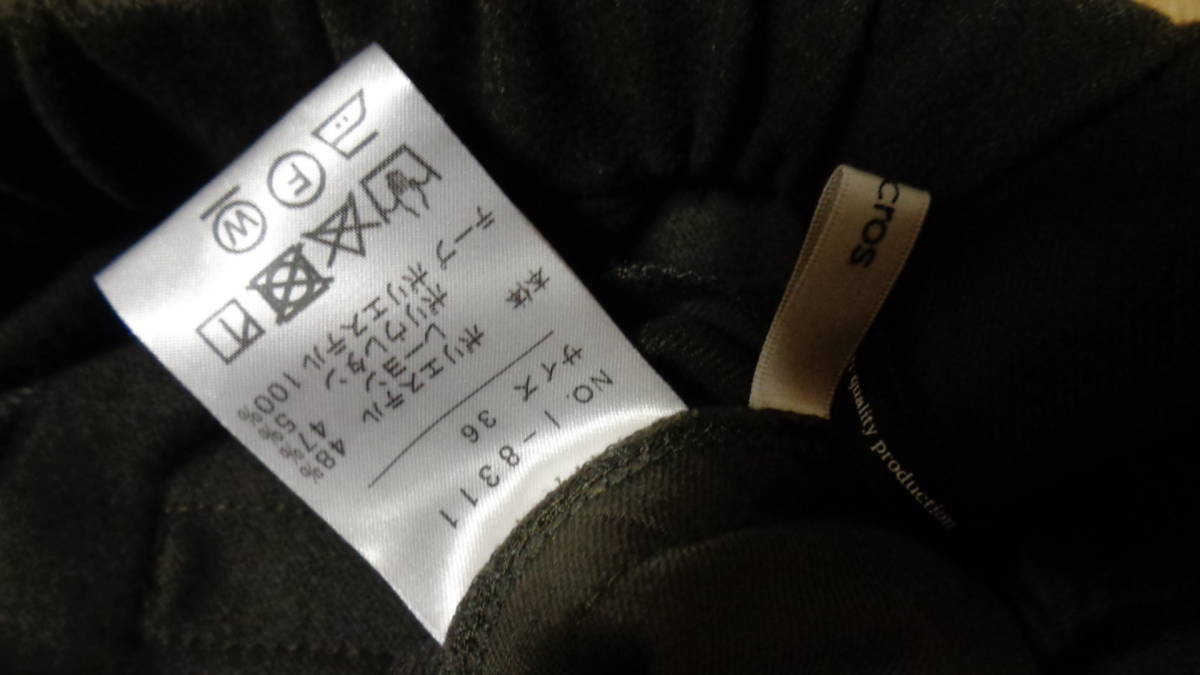 NO. I-8311
サイズ 36
本体 ポリエステル 48%
レーヨン 47%
ポリウレタン 5%
テープ ポリエステル 100%
F
W
cros
quality production